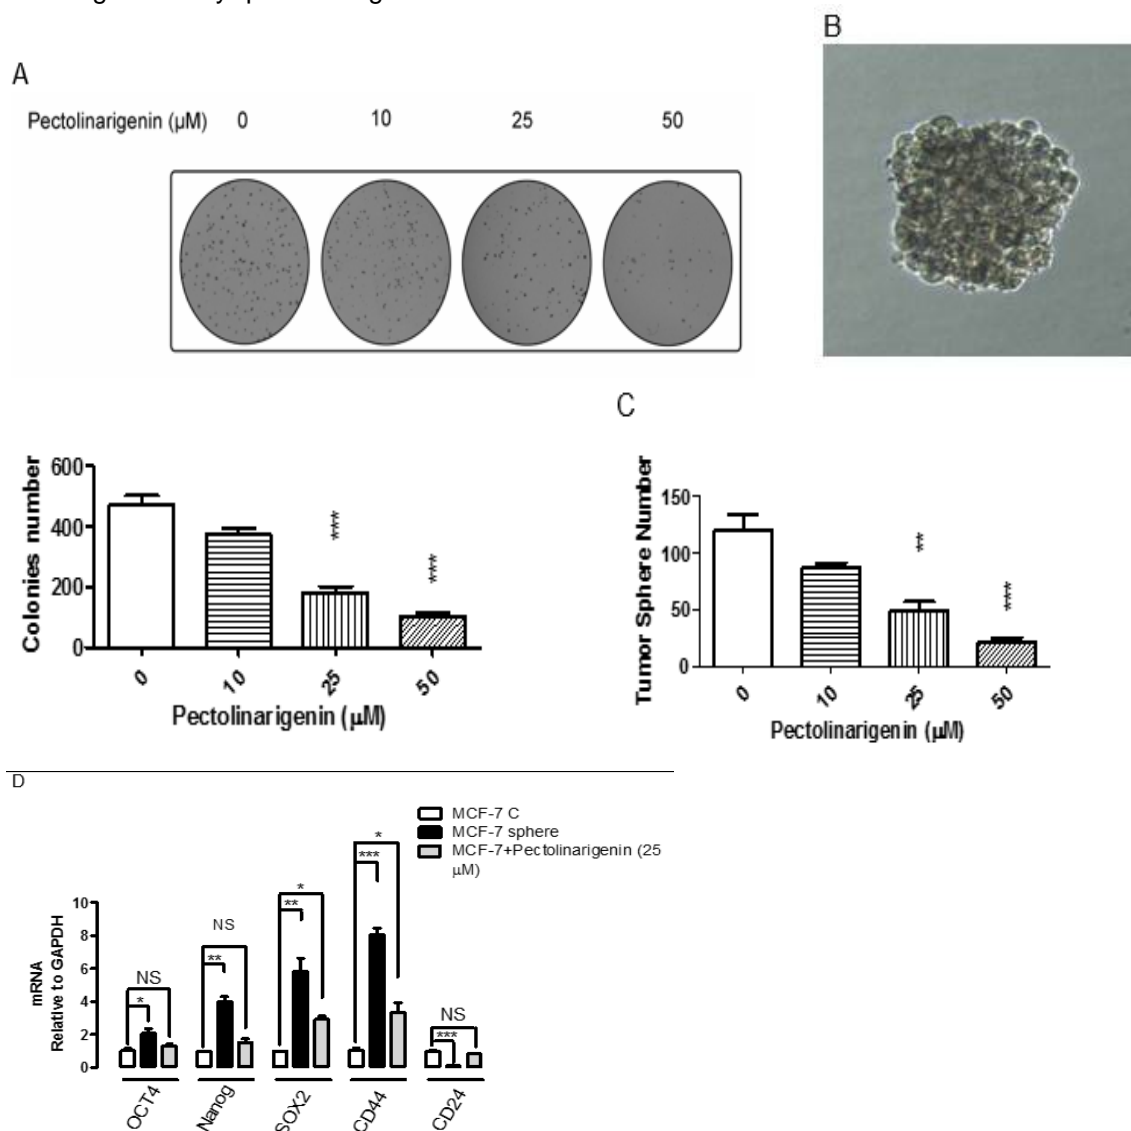 B
A
Pectolinarigenin (µM) 0 10 25 50
C
Colonies number
600
400
200
0
***
***
0 10 25 50
Pectolinarigenin (µM)
Tumor Sphere Number
150
100
50
0
**
***
0 10 25 50
Pectolinarigenin (µM)
D
MCF-7 C
MCF-7 sphere
MCF-7+Pectolinarigenin (25
µM)
mRNA
Relative to GAPDH
10
8
6
4
2
0
NS
*
NS
**
*
**
*
***
NS
***
OCT4 Nanog SOX2 CD44 CD24